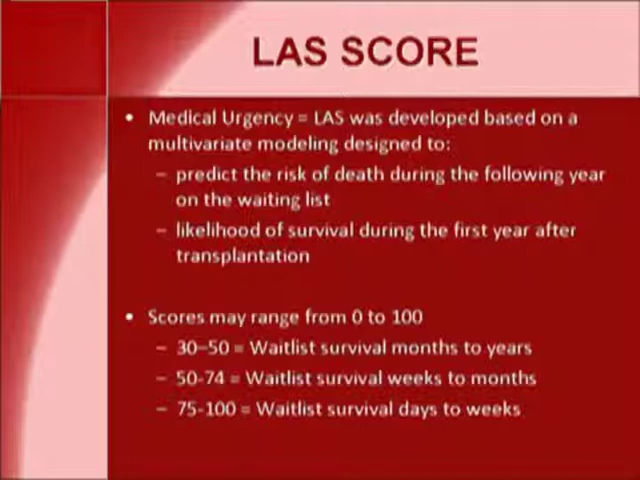 LAS SCORE
• Medical Urgency = LAS was developed based on a
multivariate modeling designed to:
– predict the risk of death during the following year
on the waiting list
– likelihood of survival during the first year after
transplantation
• Scores may range from 0 to 100
– 30–50 = Waitlist survival months to years
– 50-74 = Waitlist survival weeks to months
– 75-100 = Waitlist survival days to weeks